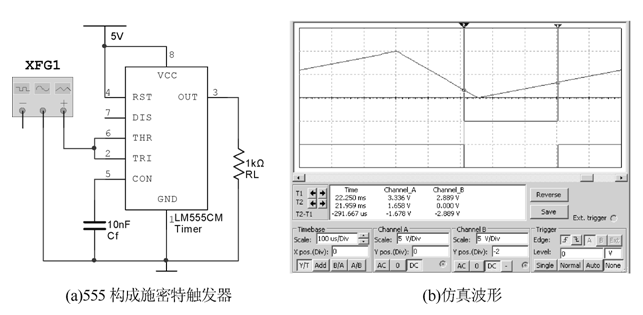 XFG1
5V
8
VCC
4
RST
OUT
3
7
DIS
6
THR
2
TRI
5
CON
GND
1kΩ
RL
10nF
Cf
1
LM555CM
Timer
(a)555 构成施密特触发器
T1
T2
T2-T1
Time Channel_A Channel_B
22.250 ms 3.336 V 2.889 V
21.959 ms 1.658 V 0.000 V
-291.667 us -1.678 V -2.889 V
Reverse
Save
Ext. trigger
Timebase
Scale: 100 us/Div
X pos.(Div): 0
Y/T Add B/A A/B
Channel A
Scale: 5 V/Div
Y pos.(Div): 0
AC 0 DC
Channel B
Scale: 5 V/Div
Y pos.(Div): -2
AC 0 DC -
Trigger
Edge: A B Ext
Level: 0 V
Single Normal Auto None
(b)仿真波形